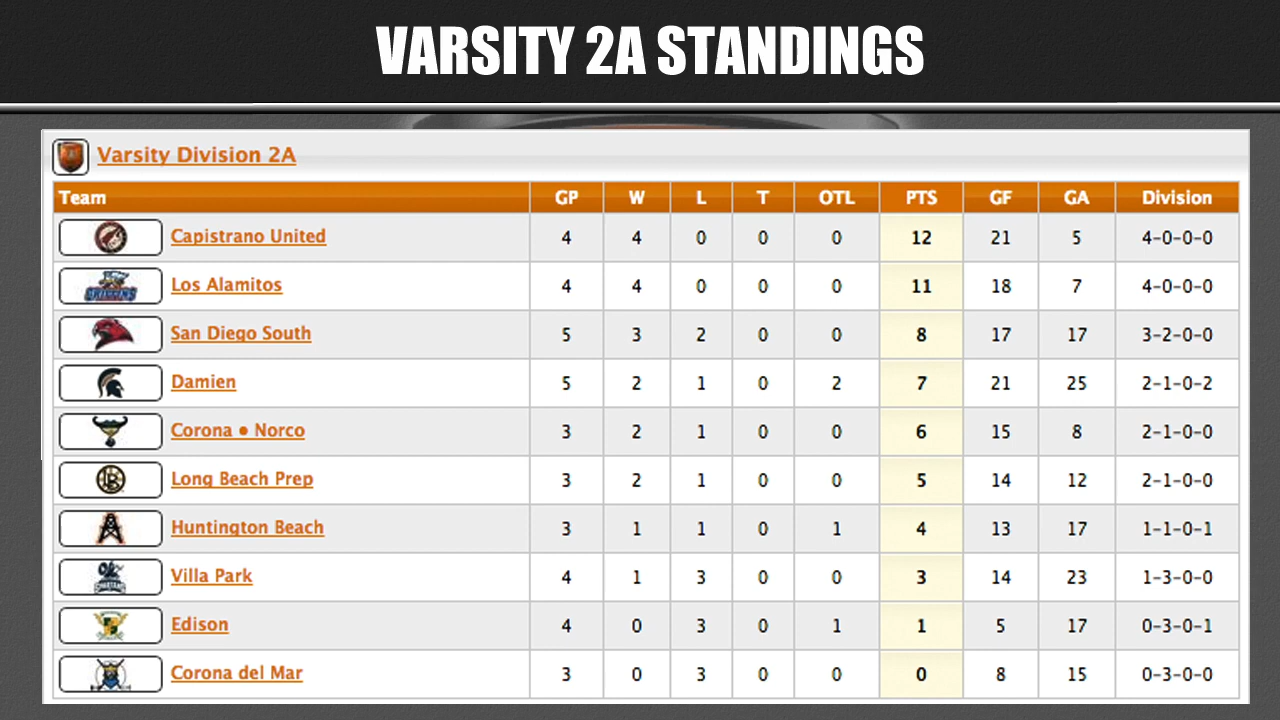 VARSITY 2A STANDINGS
Varsity Division 2A
Team GP W L T OTL PTS GF GA Division
Capistrano United 4 4 0 0 0 12 21 5 4-0-0-0
Los Alamitos 4 4 0 0 0 11 18 7 4-0-0-0
San Diego South 5 3 2 0 0 8 17 17 3-2-0-0
Damien 5 2 1 0 2 7 21 25 2-1-0-2
Corona • Norco 3 2 1 0 0 6 15 8 2-1-0-0
Long Beach Prep 3 2 1 0 0 5 14 12 2-1-0-0
Huntington Beach 3 1 1 0 1 4 13 17 1-1-0-1
Villa Park 4 1 3 0 0 3 14 23 1-3-0-0
Edison 4 0 3 0 1 1 5 17 0-3-0-1
Corona del Mar 3 0 3 0 0 0 8 15 0-3-0-0